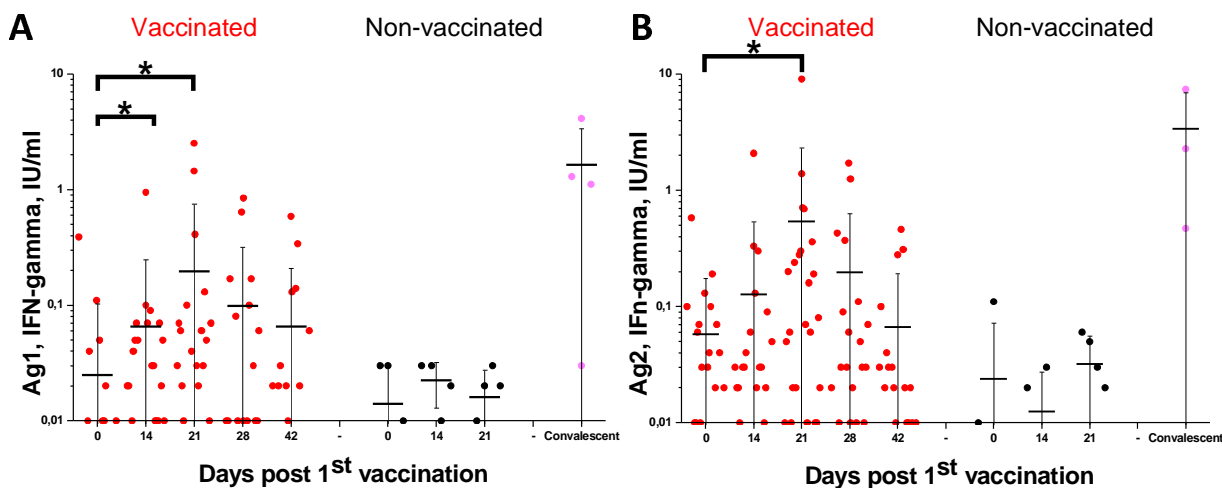 A
Vaccinated Non-vaccinated
* *
Ag1, IFN-gamma, IU/ml
10
1
0,1
0,01
0 14 21 28 42 - 0 14 21 - Convalescent
Days post 1st vaccination
B
Vaccinated Non-vaccinated
*
Ag2, IFn-gamma, IU/ml
10
1
0,1
0,01
0 14 21 28 42 - 0 14 21 - Convalescent
Days post 1st vaccination